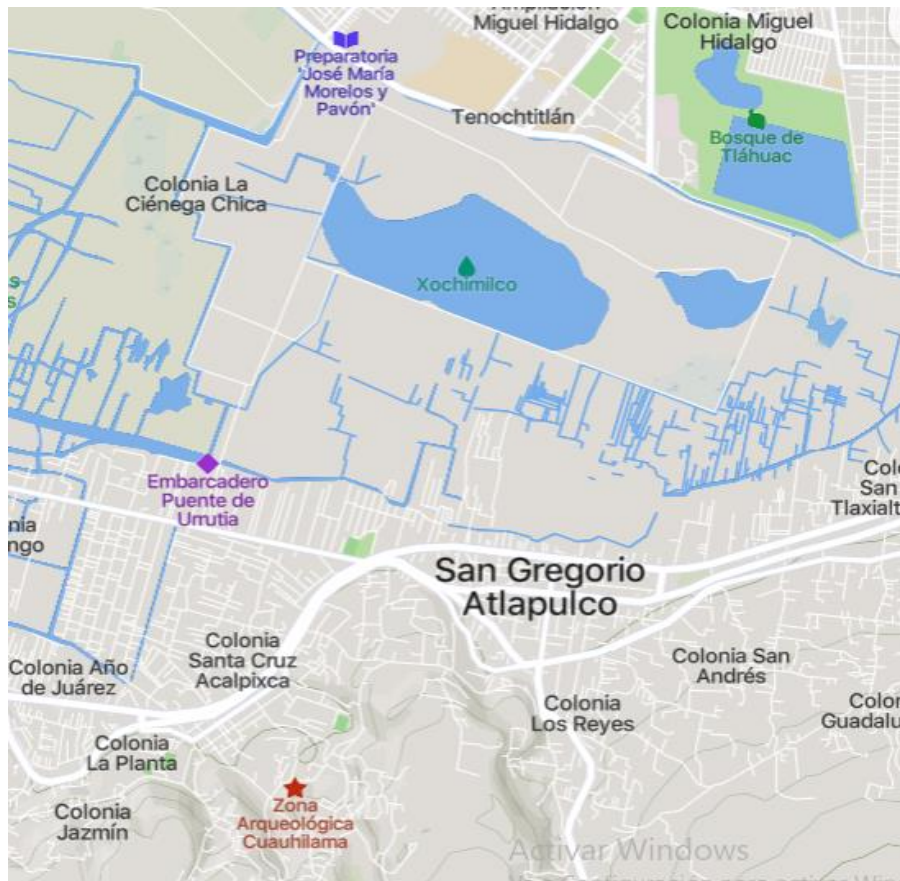 Miguel Hidalgo
Colonia Miguel
Hidalgo
Preparatoria
'José María
Morelos y
Pavón'
Tenochtitlán
Bosque de
Tláhuac
Colonia La
Ciénega Chica
Xochimilco
Embarcadero
Puente de
Urrutia
San Gregorio
Atlapulco
Colonia
Santa Cruz
Acalpixca
Colonia Año
de Juárez
Colonia San
Andrés
Colonia
Los Reyes
Colonia
La Planta
Colonia
Jazmín
Zona
Arqueológica
Cuauhilama
Activar Windows